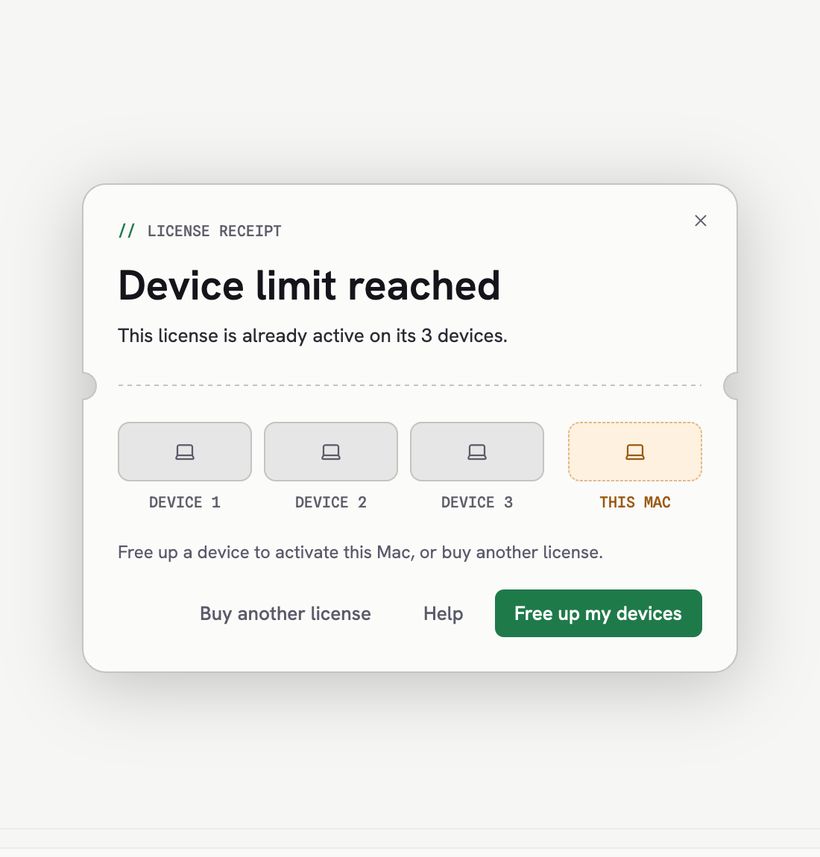 // LICENSE RECEIPT
Device limit reached
This license is already active on its 3 devices.
DEVICE 1 DEVICE 2 DEVICE 3 THIS MAC
Free up a device to activate this Mac, or buy another license.
Buy another license Help Free up my devices